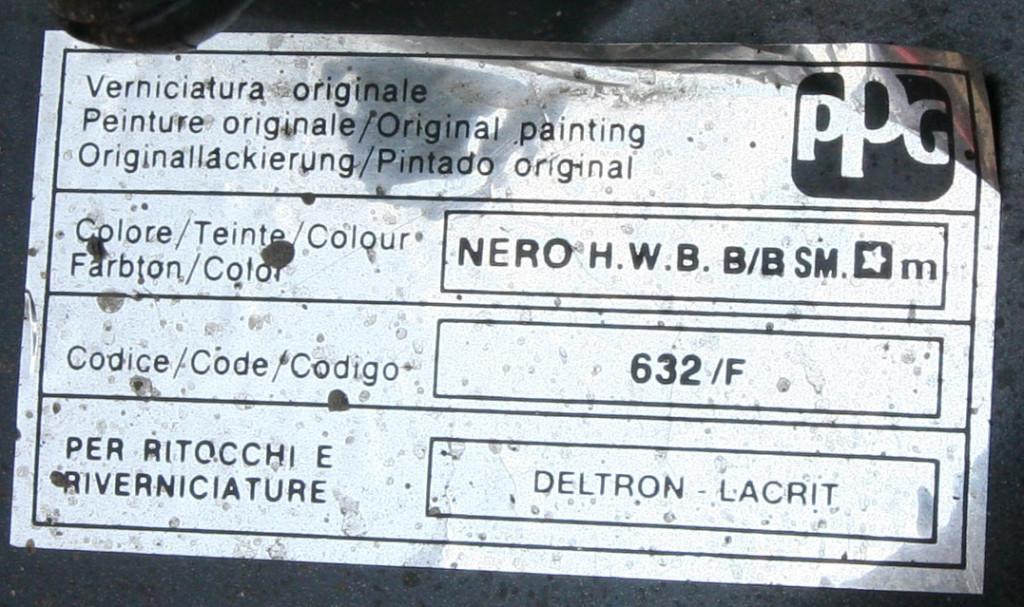 Verniciatura originale
Peinture originale/Original painting
Originallackierung/Pintado original
PPG
Colore/Teinte/Colour
Farbton/Color
NERO H.W.B. B/B SM. m
Codice/Code/Codigo
632/F
PER RITOCCHI E
RIVERNICIATURE
DELTRON - LACRIT